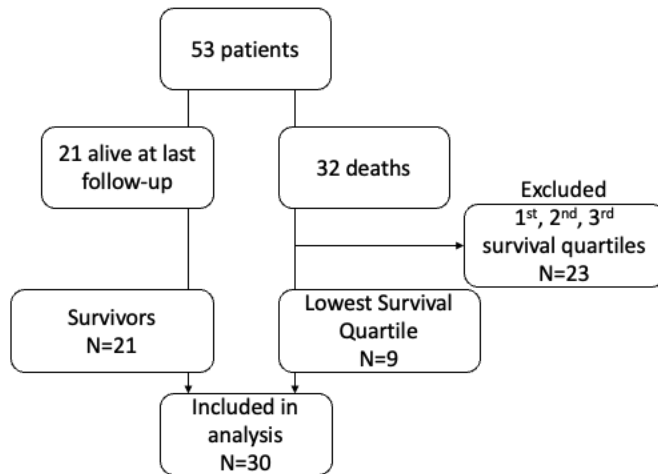 53 patients
21 alive at last
follow-up
32 deaths
Excluded
1st, 2nd, 3rd
survival quartiles
N=23
Survivors
N=21
Lowest Survival
Quartile
N=9
Included in
analysis
N=30